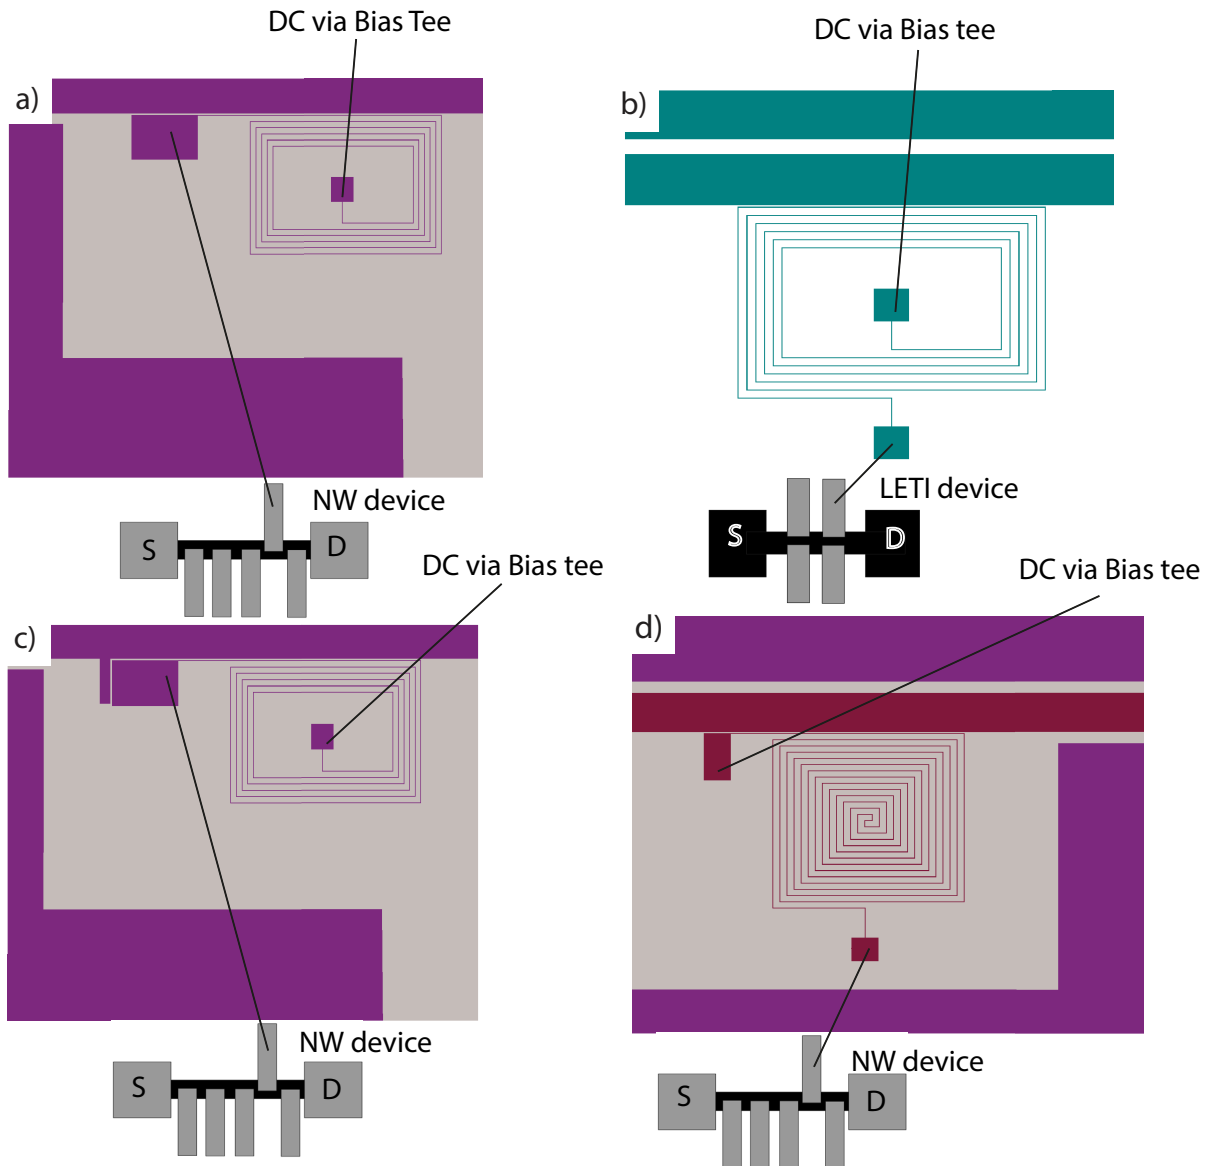 DC via Bias Tee
a)
NW device
S
D
DC via Bias tee
b)
LETI device
S
D
DC via Bias tee
c)
NW device
S
D
DC via Bias tee
d)
NW device
S
D